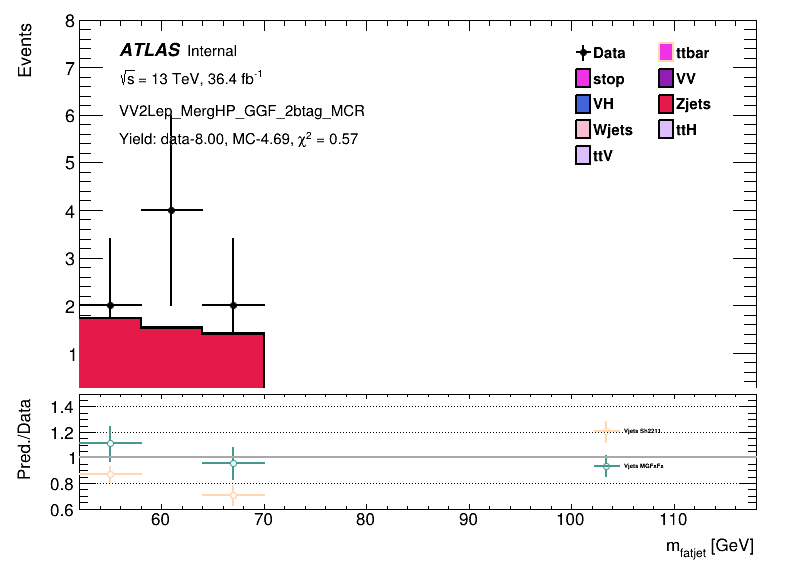 Events
8
7
6
5
4
3
2
1
ATLAS Internal
√s = 13 TeV, 36.4 fb⁻¹
VV2Lep_MergHP_GGF_2btag_MCR
Yield: data-8.00, MC-4.69, χ² = 0.57
Data
ttbar
stop
VV
VH
Zjets
Wjets
ttH
ttV
Pred./Data
1.4
1.2
1
0.8
0.6
Vjets Sh2211
Vjets MGFxFx
60 70 80 90 100 110
m_fatjet [GeV]